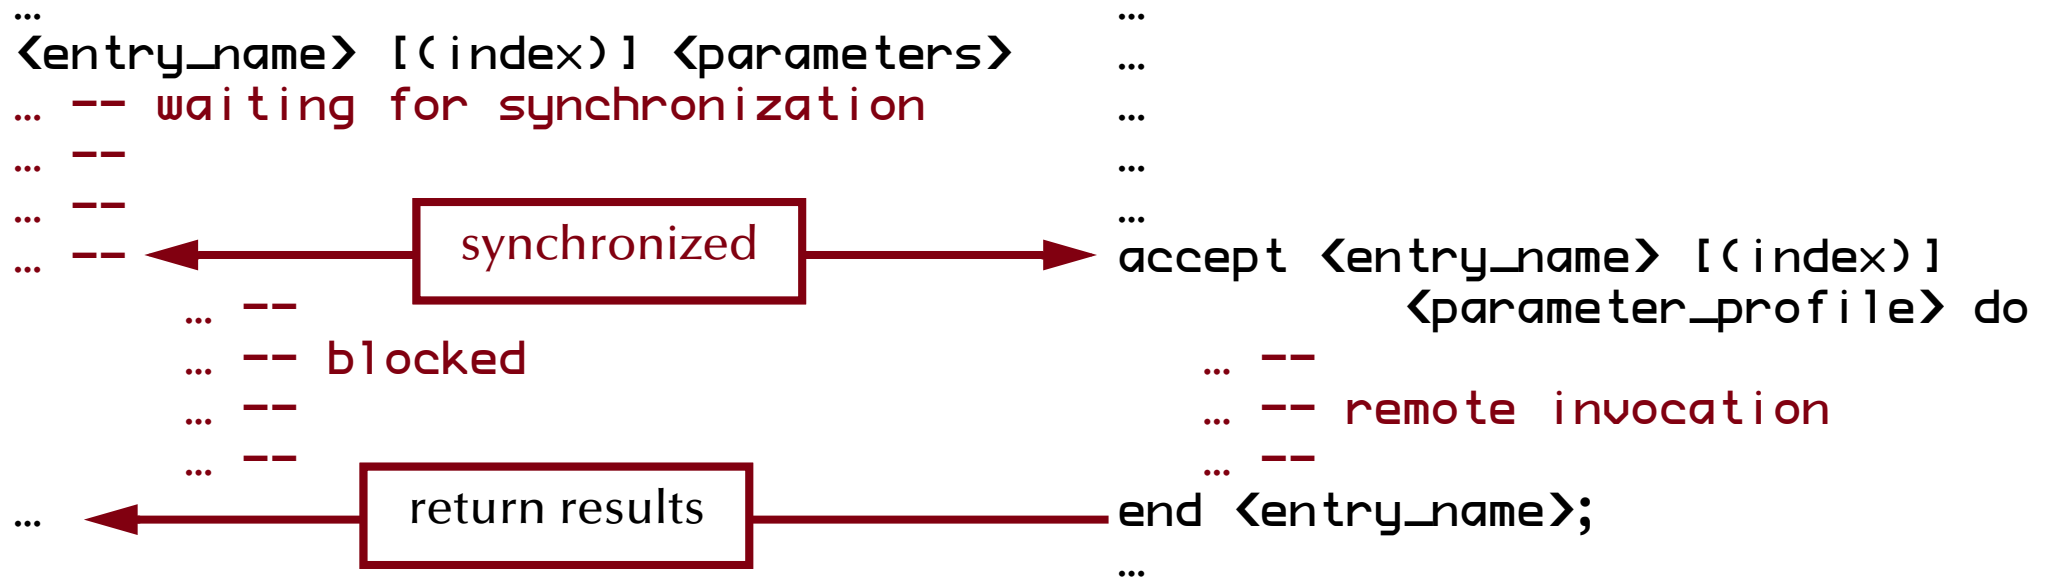 …
<entry_name> [(index)] <parameters>
… -- waiting for synchronization
… --
… --
… --
synchronized
… --
… -- blocked
… --
… --
return results
…
…
…
…
…
…
accept <entry_name> [(index)]
<parameter_profile> do
… --
… -- remote invocation
… --
end <entry_name>;
…